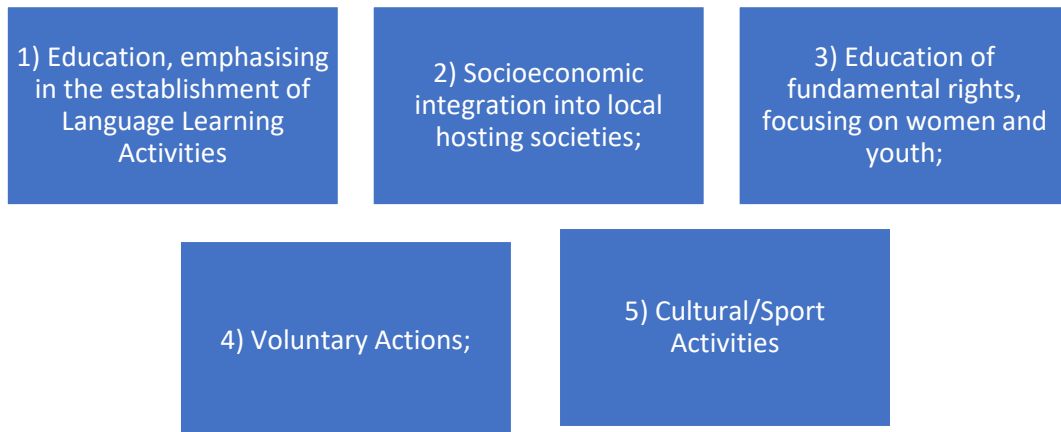 1) Education, emphasising
in the establishment of
Language Learning
Activities
2) Socioeconomic
integration into local
hosting societies;
3) Education of
fundamental rights,
focusing on women and
youth;
4) Voluntary Actions;
5) Cultural/Sport
Activities